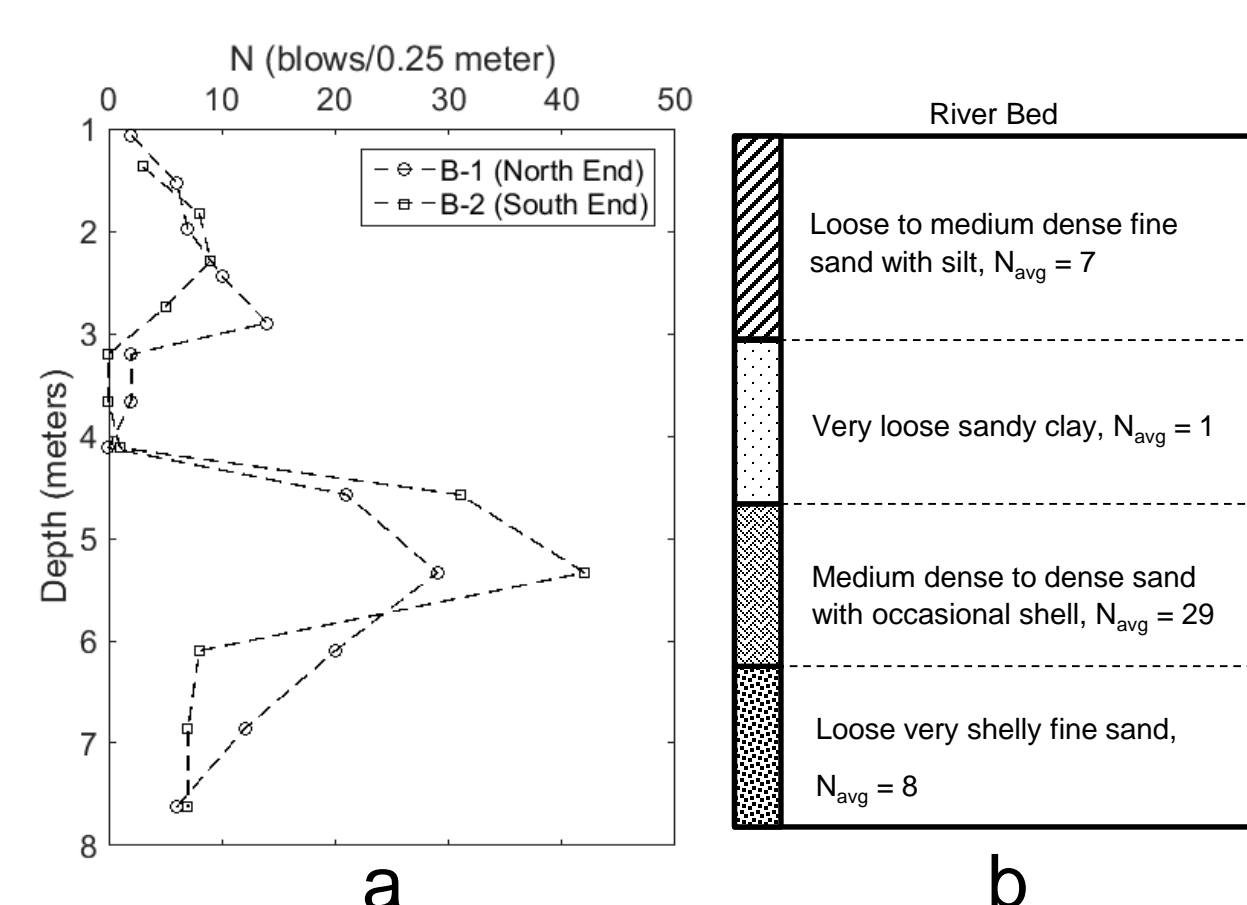 N (blows/0.25 meter)
0 10 20 30 40 50
1
2
3
4
5
6
7
8
Depth (meters)
B-1 (North End)
B-2 (South End)
a
River Bed
Loose to medium dense fine
sand with silt, Navg = 7
Very loose sandy clay, Navg = 1
Medium dense to dense sand
with occasional shell, Navg = 29
Loose very shelly fine sand,
Navg = 8
b